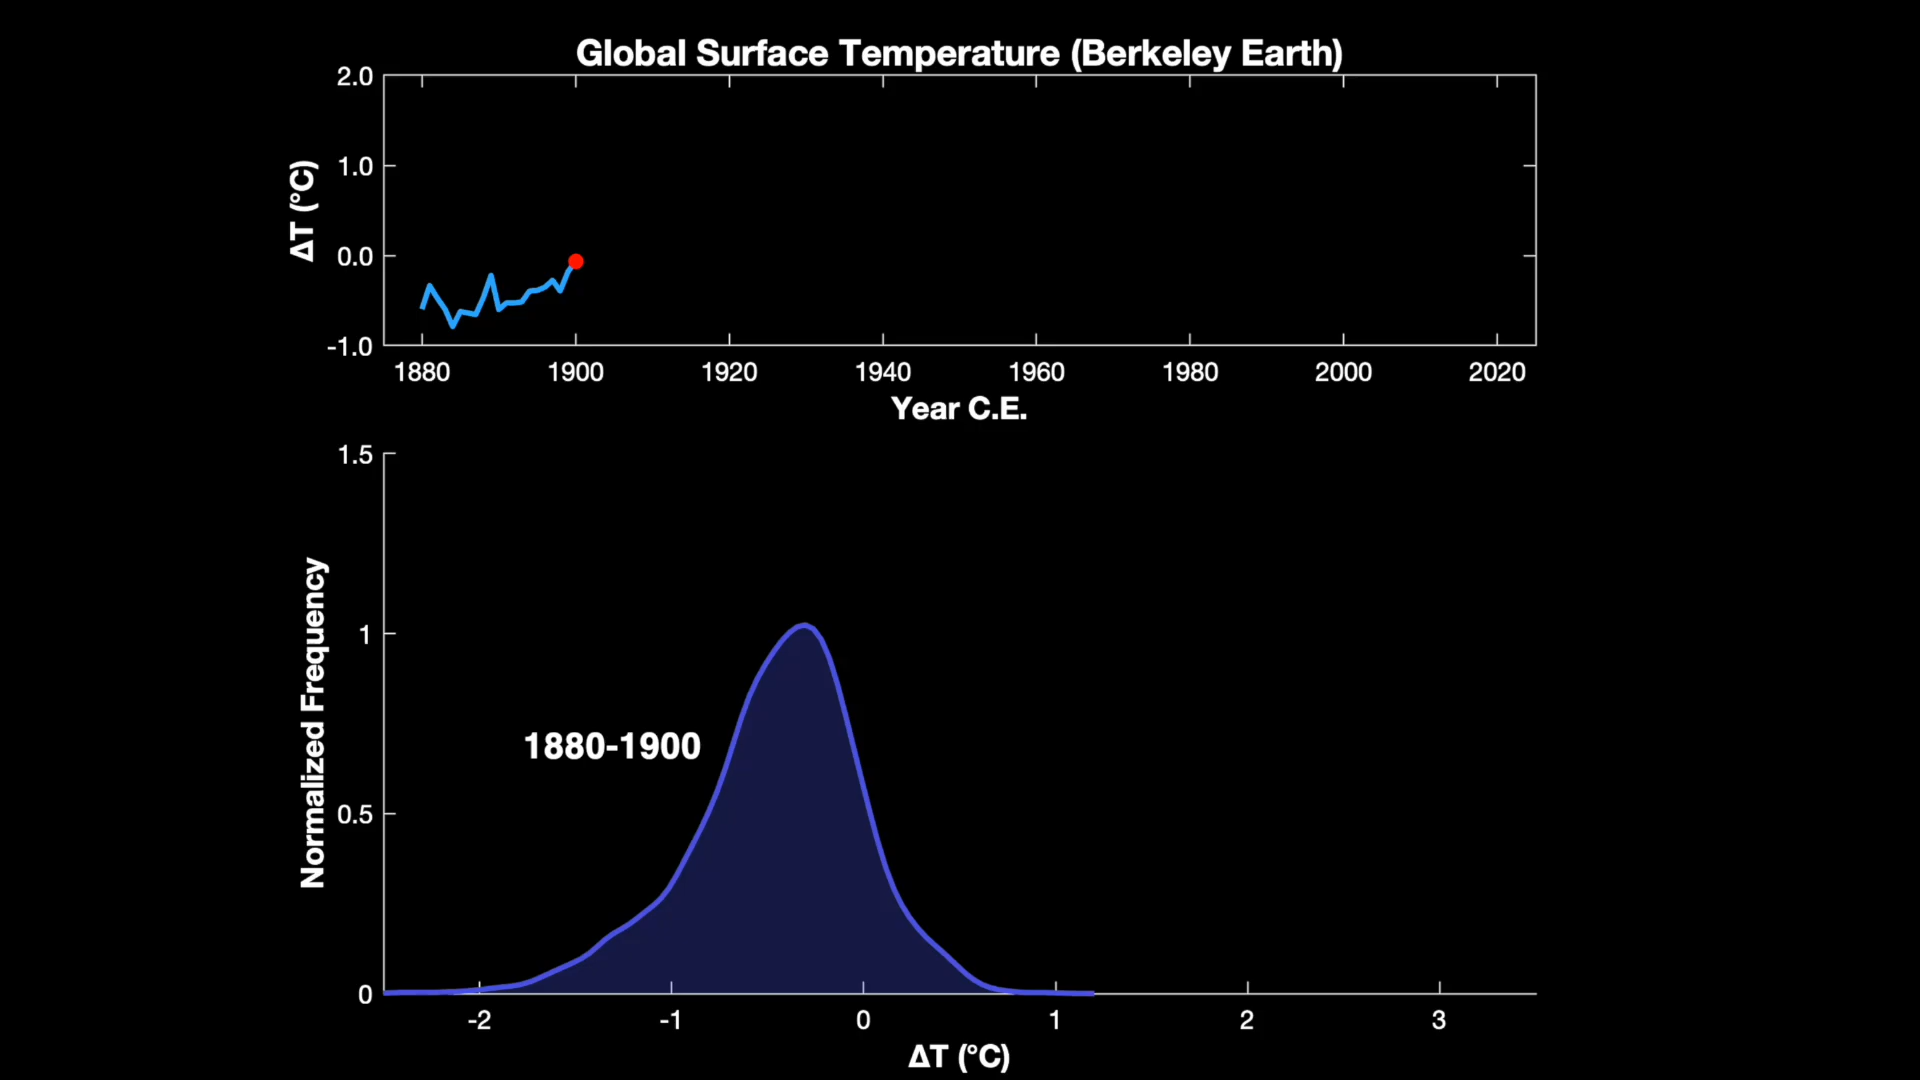 Global Surface Temperature (Berkeley Earth)
2.0
1.0
0.0
-1.0
ΔT (°C)
1880 1900 1920 1940 1960 1980 2000 2020
Year C.E.
1.5
1
0.5
0
Normalized Frequency
1880-1900
-2 -1 0 1 2 3
ΔT (°C)